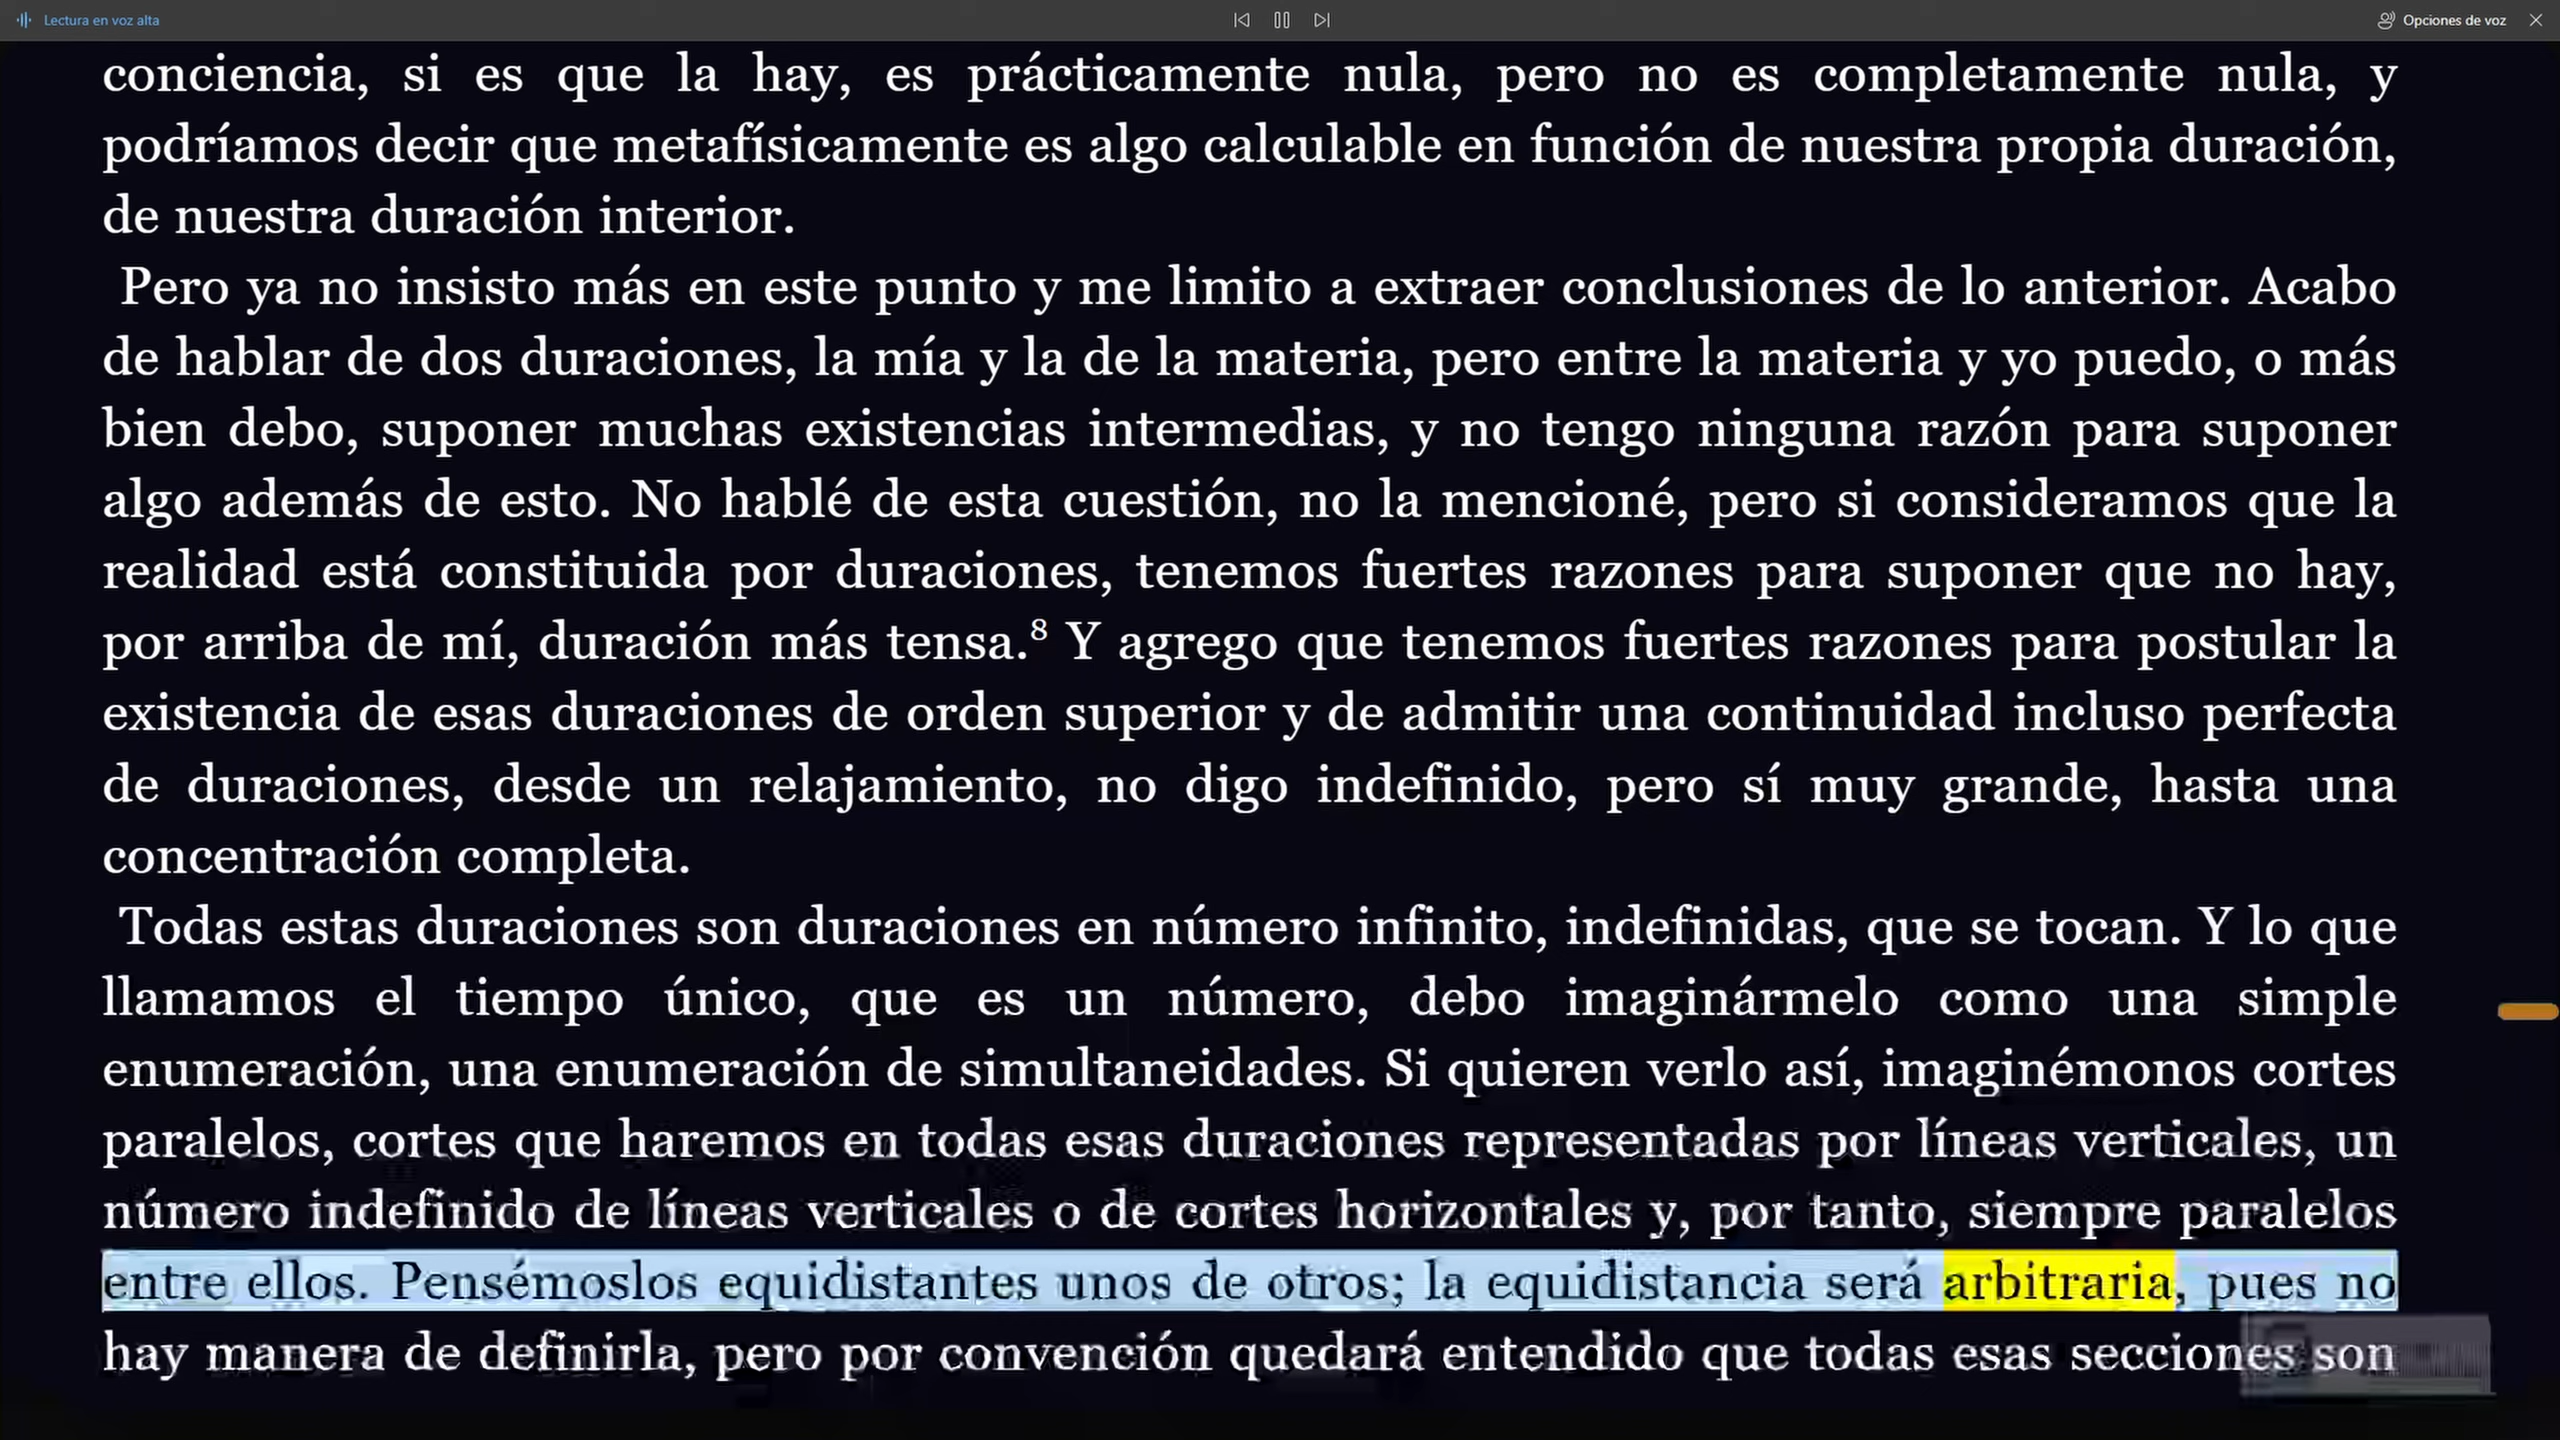 Lectura en voz alta
Opciones de voz
conciencia, si es que la hay, es prácticamente nula, pero no es completamente nula, y
podríamos decir que metafísicamente es algo calculable en función de nuestra propia duración,
de nuestra duración interior.
Pero ya no insisto más en este punto y me limito a extraer conclusiones de lo anterior. Acabo
de hablar de dos duraciones, la mía y la de la materia, pero entre la materia y yo puedo, o más
bien debo, suponer muchas existencias intermedias, y no tengo ninguna razón para suponer
algo además de esto. No hablé de esta cuestión, no la mencioné, pero si consideramos que la
realidad está constituida por duraciones, tenemos fuertes razones para suponer que no hay,
por arriba de mí, duración más tensa.⁸ Y agrego que tenemos fuertes razones para postular la
existencia de esas duraciones de orden superior y de admitir una continuidad incluso perfecta
de duraciones, desde un relajamiento, no digo indefinido, pero sí muy grande, hasta una
concentración completa.
Todas estas duraciones son duraciones en número infinito, indefinidas, que se tocan. Y lo que
llamamos el tiempo único, que es un número, debo imaginármelo como una simple
enumeración, una enumeración de simultaneidades. Si quieren verlo así, imaginémonos cortes
paralelos, cortes que haremos en todas esas duraciones representadas por líneas verticales, un
número indefinido de líneas verticales o de cortes horizontales y, por tanto, siempre paralelos
entre ellos. Pensémoslos equidistantes unos de otros; la equidistancia será arbitraria, pues no
hay manera de definirla, pero por convención quedará entendido que todas esas secciones son